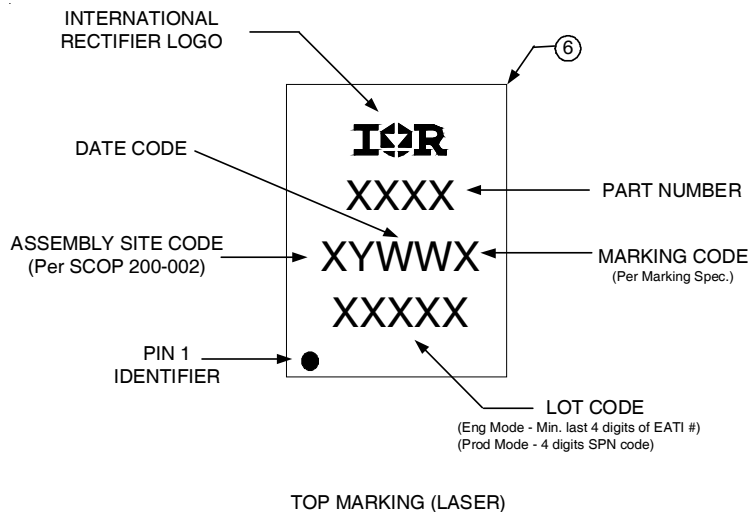 INTERNATIONAL
RECTIFIER LOGO
6
IOR
DATE CODE
XXXX
PART NUMBER
ASSEMBLY SITE CODE
(Per SCOP 200-002)
XYWWX
MARKING CODE
(Per Marking Spec.)
XXXXX
PIN 1
IDENTIFIER
LOT CODE
(Eng Mode - Min. last 4 digits of EATI #)
(Prod Mode - 4 digits SPN code)
TOP MARKING (LASER)